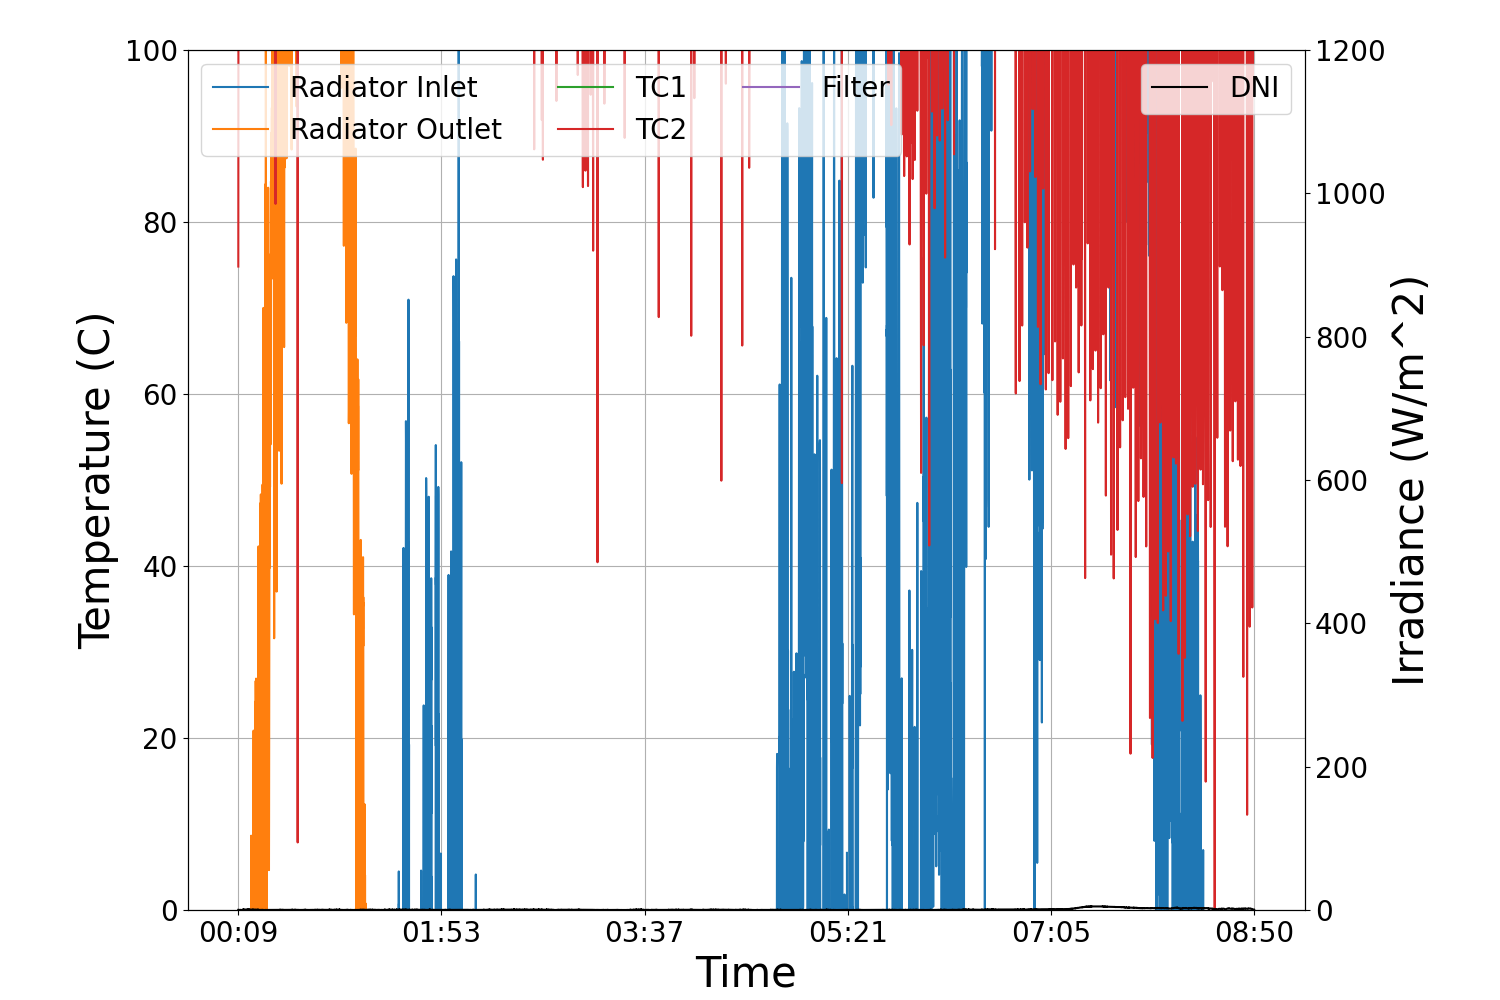 Radiator Inlet
Radiator Outlet
TC1
TC2
Filter
DNI
100
80
60
40
20
0
Temperature (C)
1200
1000
800
600
400
200
0
Irradiance (W/m^2)
00:09 01:53 03:37 05:21 07:05 08:50
Time